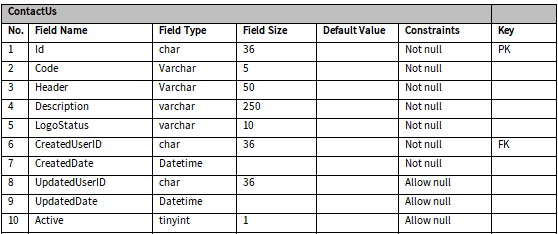 ContactUs
No. Field Name Field Type Field Size Default Value Constraints Key
1 Id char 36 Not null PK
2 Code Varchar 5 Not null
3 Header Varchar 50 Not null
4 Description varchar 250 Not null
5 LogoStatus varchar 10 Not null
6 CreatedUserID char 36 Not null FK
7 CreatedDate Datetime Not null
8 UpdatedUserID char 36 Allow null
9 UpdatedDate Datetime Allow null
10 Active tinyint 1 Allow null